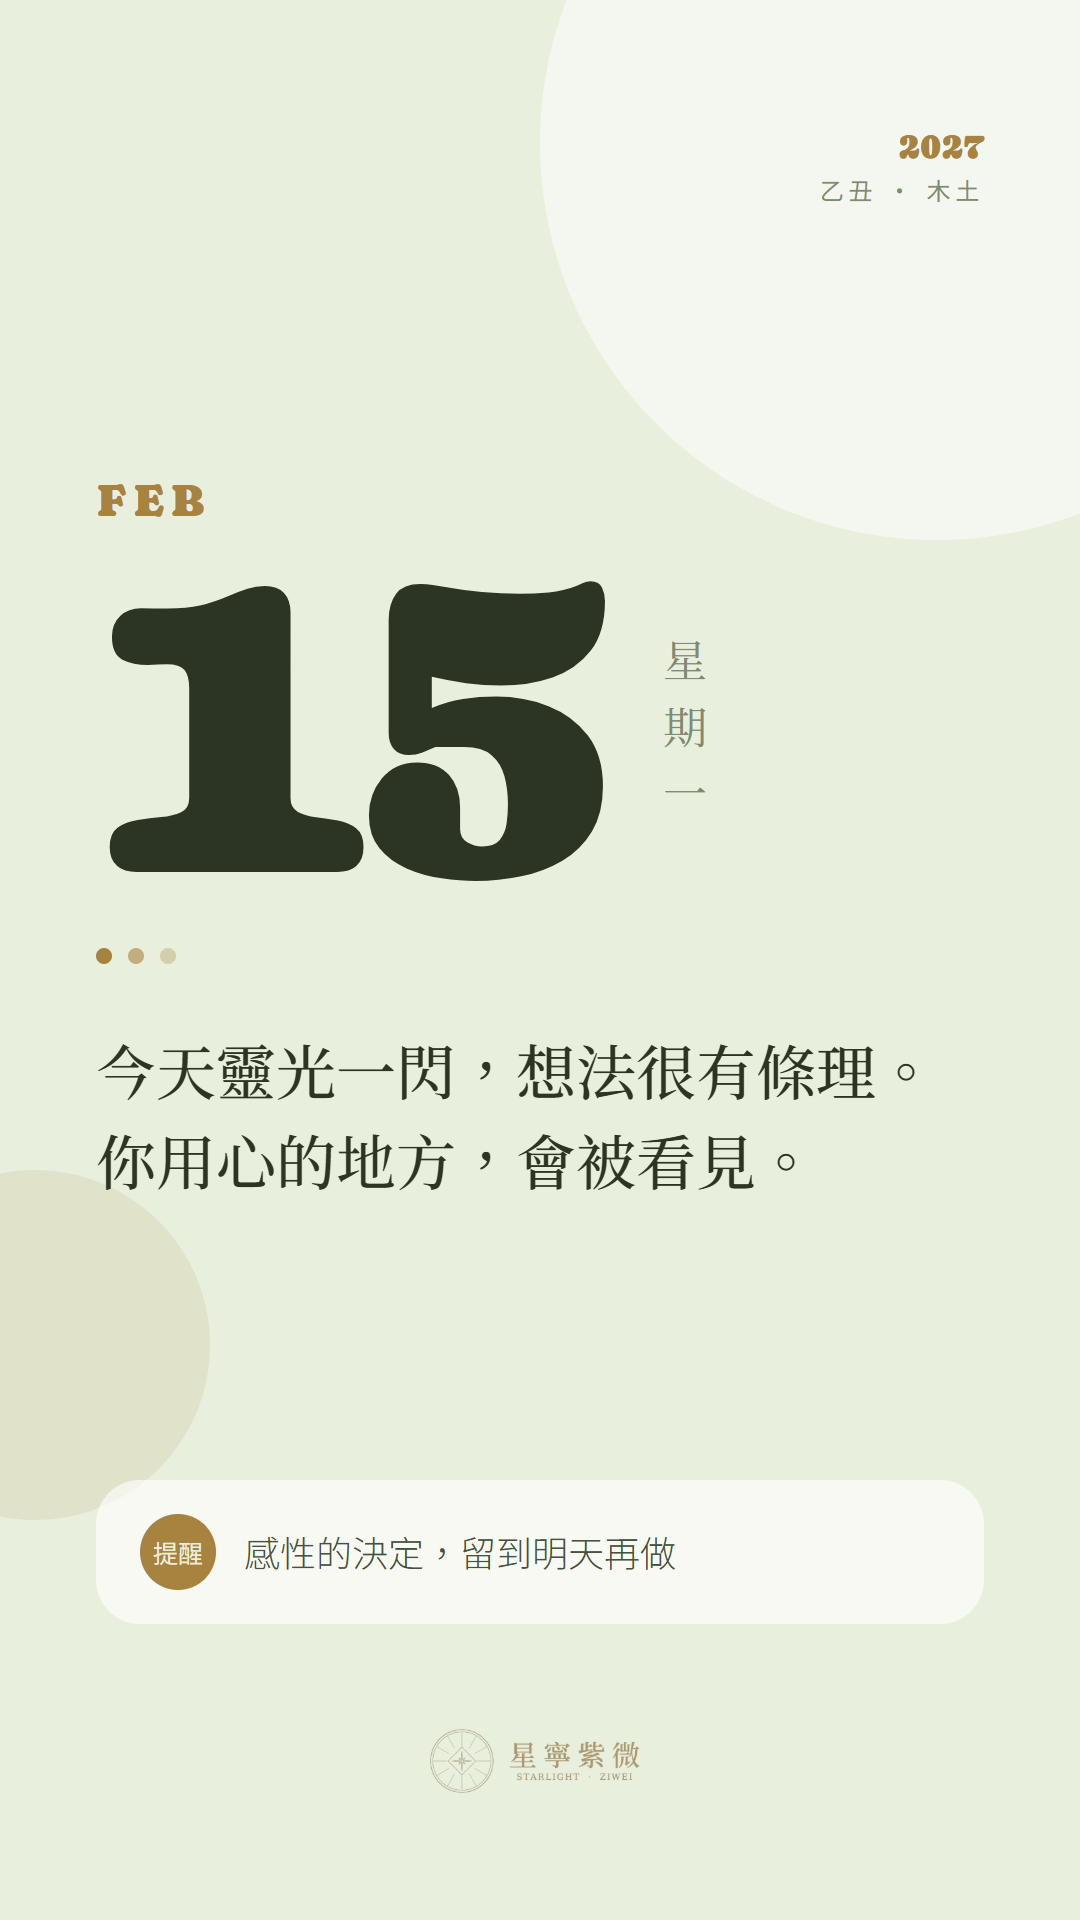 2027
乙丑 · 木土
FEB
15
星期一
今天靈光一閃，想法很有條理。
你用心的地方，會被看見。
提醒
感性的決定，留到明天再做
星寧紫微
STARLIGHT · ZIWEI